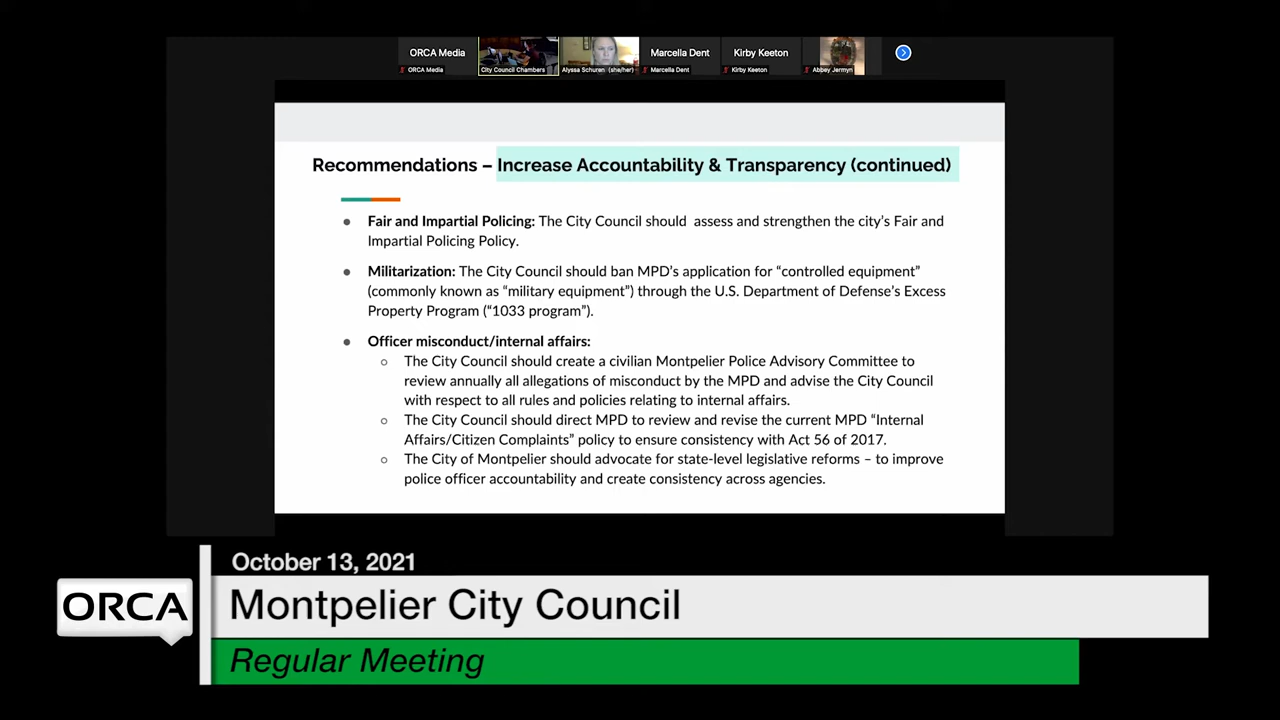 ORCA Media
Marcella Dent
Kirby Keeton
ORCA Media
City Council Chambers
Alyssa Schuren (she/her)
Marcella Dent
Kirby Keeton
Abbey Jermyn
Recommendations – Increase Accountability & Transparency (continued)
● Fair and Impartial Policing: The City Council should assess and strengthen the city’s Fair and
Impartial Policing Policy.
● Militarization: The City Council should ban MPD’s application for “controlled equipment”
(commonly known as “military equipment”) through the U.S. Department of Defense’s Excess
Property Program (“1033 program”).
● Officer misconduct/internal affairs:
○ The City Council should create a civilian Montpelier Police Advisory Committee to
review annually all allegations of misconduct by the MPD and advise the City Council
with respect to all rules and policies relating to internal affairs.
○ The City Council should direct MPD to review and revise the current MPD “Internal
Affairs/Citizen Complaints” policy to ensure consistency with Act 56 of 2017.
○ The City of Montpelier should advocate for state-level legislative reforms – to improve
police officer accountability and create consistency across agencies.
October 13, 2021
ORCA
Montpelier City Council
Regular Meeting